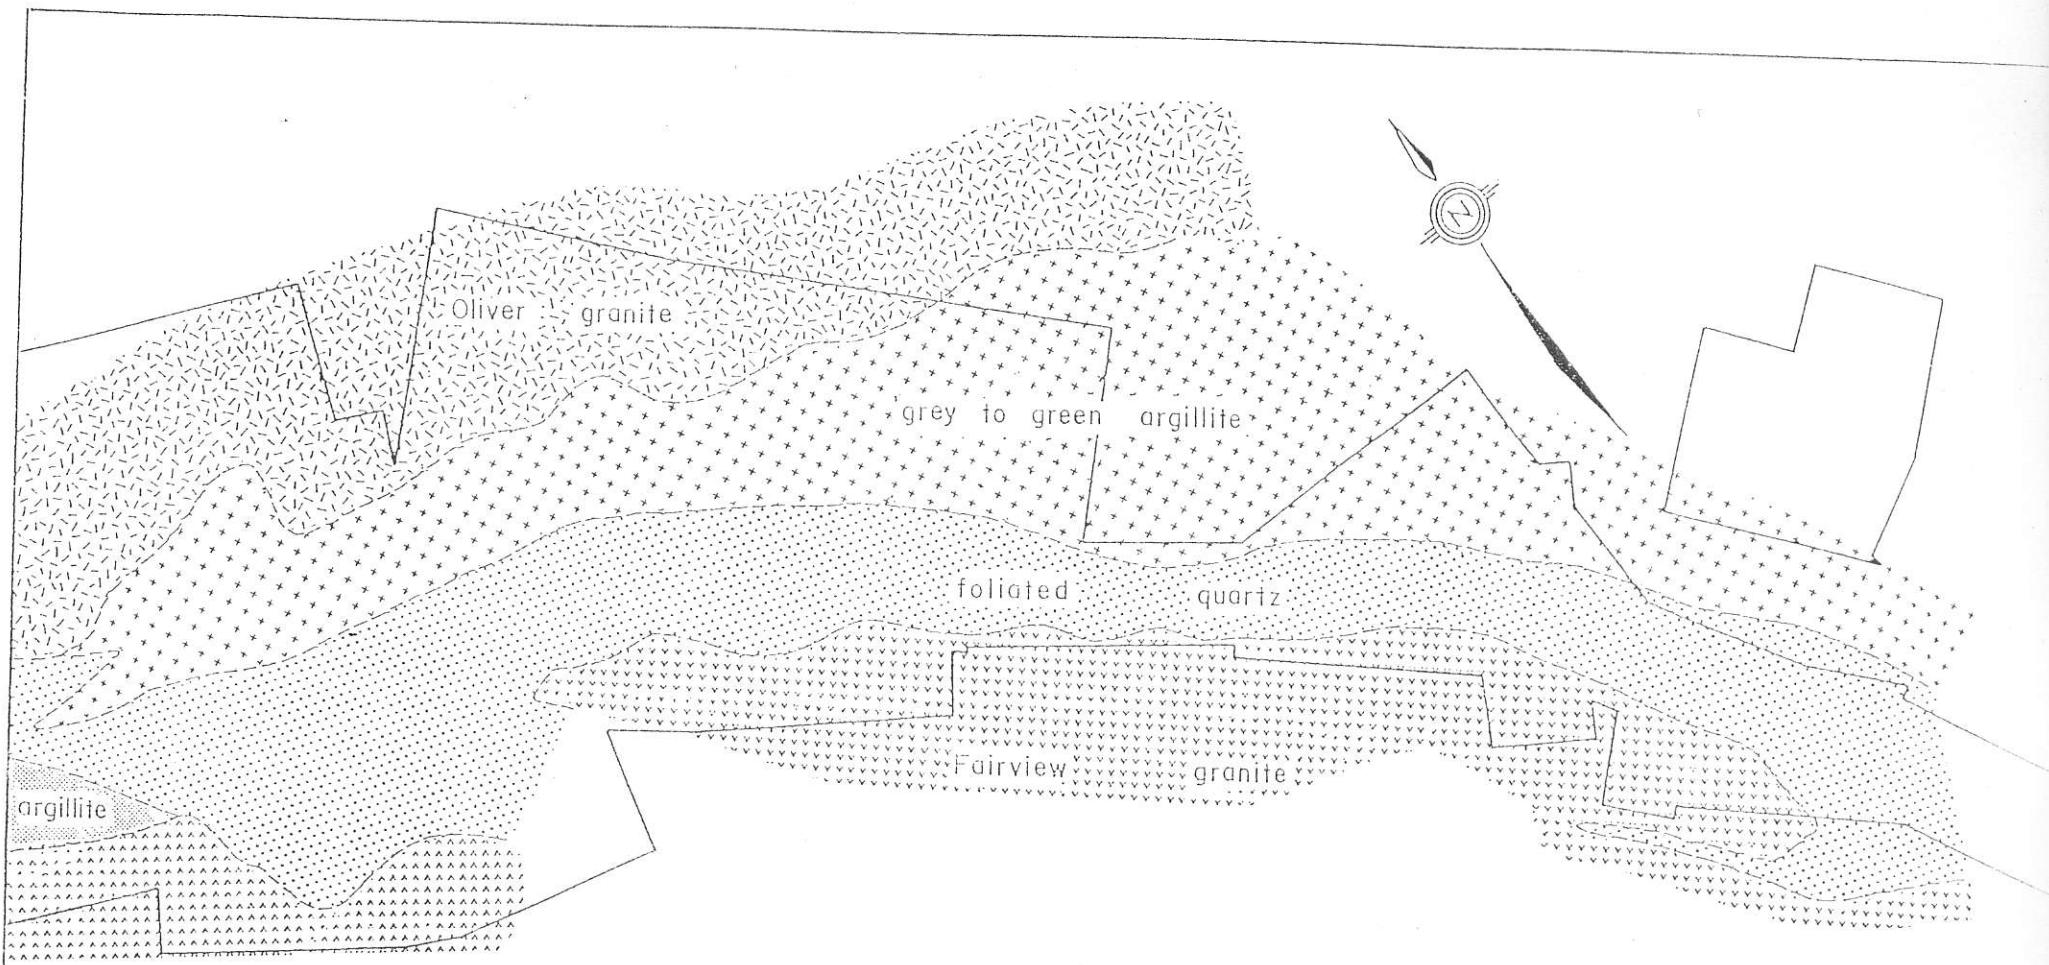 N
Oliver granite
grey to green argillite
foliated quartz
Fairview granite
argillite